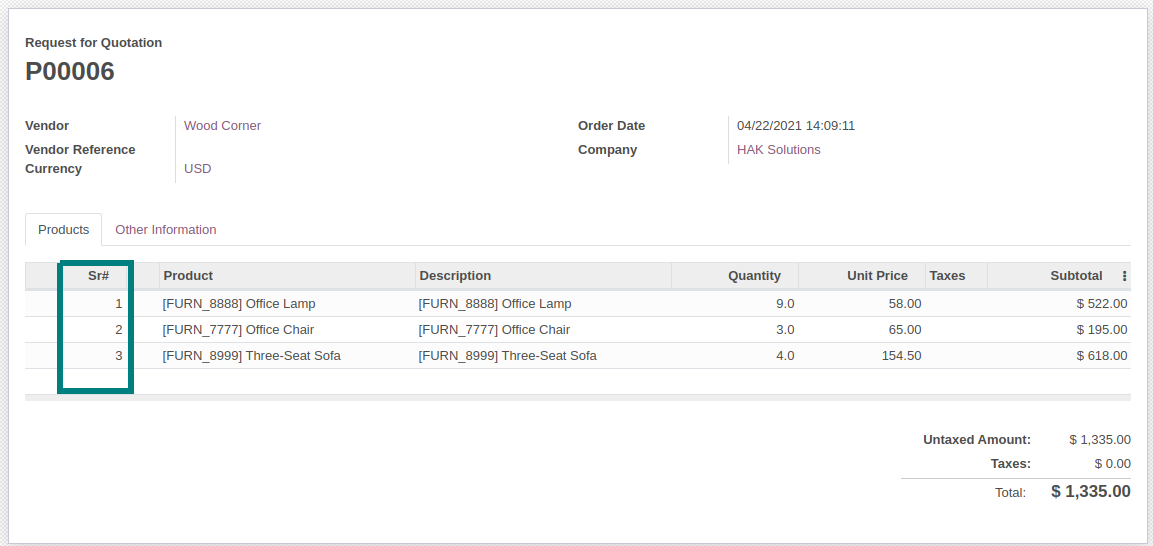 Request for Quotation
P00006
Vendor Wood Corner Order Date 04/22/2021 14:09:11
Vendor Reference Company HAK Solutions
Currency USD
Products Other Information
Sr# Product Description Quantity Unit Price Taxes Subtotal
1 [FURN_8888] Office Lamp [FURN_8888] Office Lamp 9.0 58.00 $ 522.00
2 [FURN_7777] Office Chair [FURN_7777] Office Chair 3.0 65.00 $ 195.00
3 [FURN_8999] Three-Seat Sofa [FURN_8999] Three-Seat Sofa 4.0 154.50 $ 618.00
Untaxed Amount: $ 1,335.00
Taxes: $ 0.00
Total: $ 1,335.00